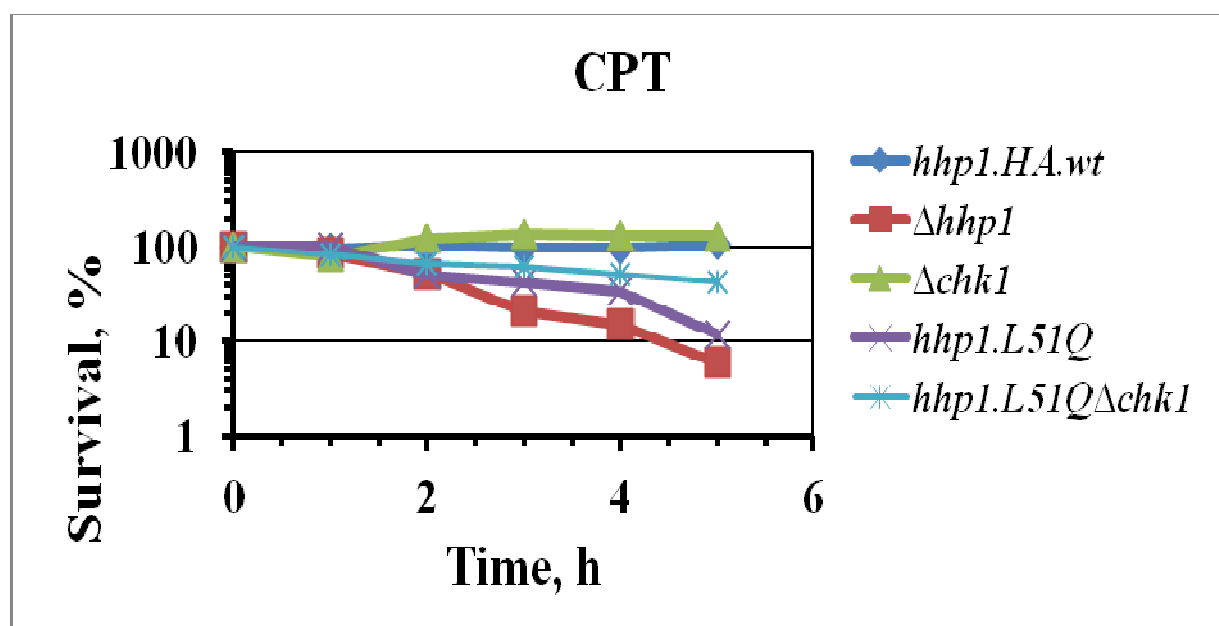 CPT
1000
100
10
1
Survival, %
0 2 4 6
Time, h
hhp1.HA.wt
Δhhp1
Δchk1
hhp1.L51Q
hhp1.L51QΔchk1